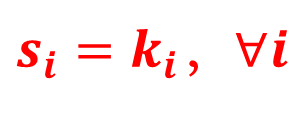 sᵢ = kᵢ, ∀i